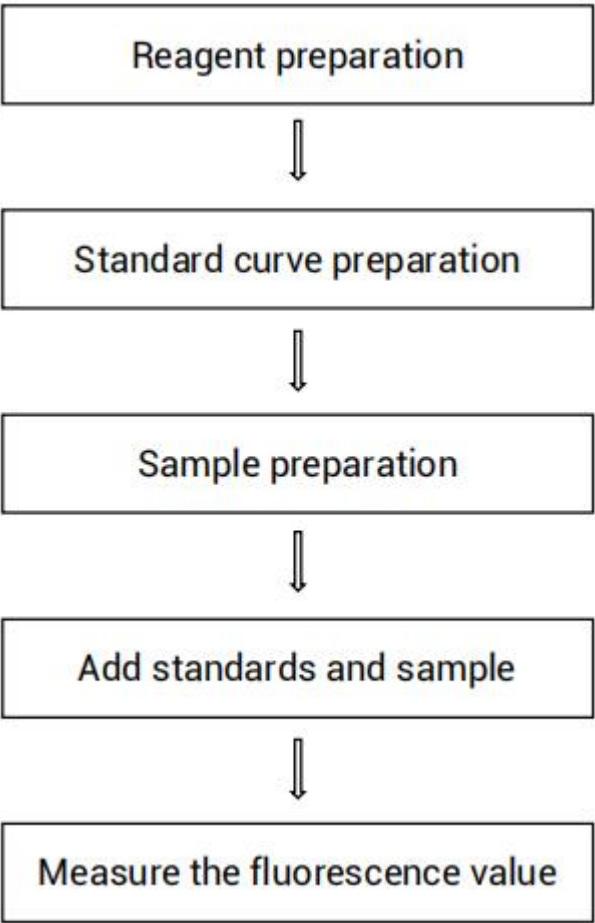 Reagent preparation
Standard curve preparation
Sample preparation
Add standards and sample
Measure the fluorescence value